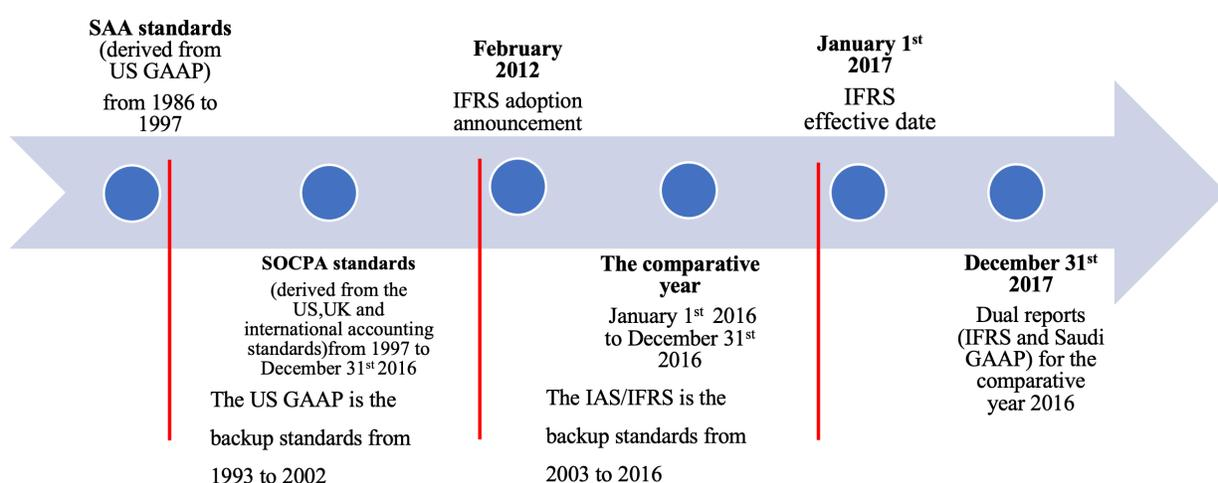 SAA standards
(derived from
US GAAP)
from 1986 to
1997
February
2012
IFRS adoption
announcement
January 1st
2017
IFRS
effective date
SOCPA standards
(derived from the
US,UK and
international accounting
standards)from 1997 to
December 31st 2016
The US GAAP is the
backup standards from
1993 to 2002
The comparative
year
January 1st 2016
to December 31st
2016
The IAS/IFRS is the
backup standards from
2003 to 2016
December 31st
2017
Dual reports
(IFRS and Saudi
GAAP) for the
comparative
year 2016